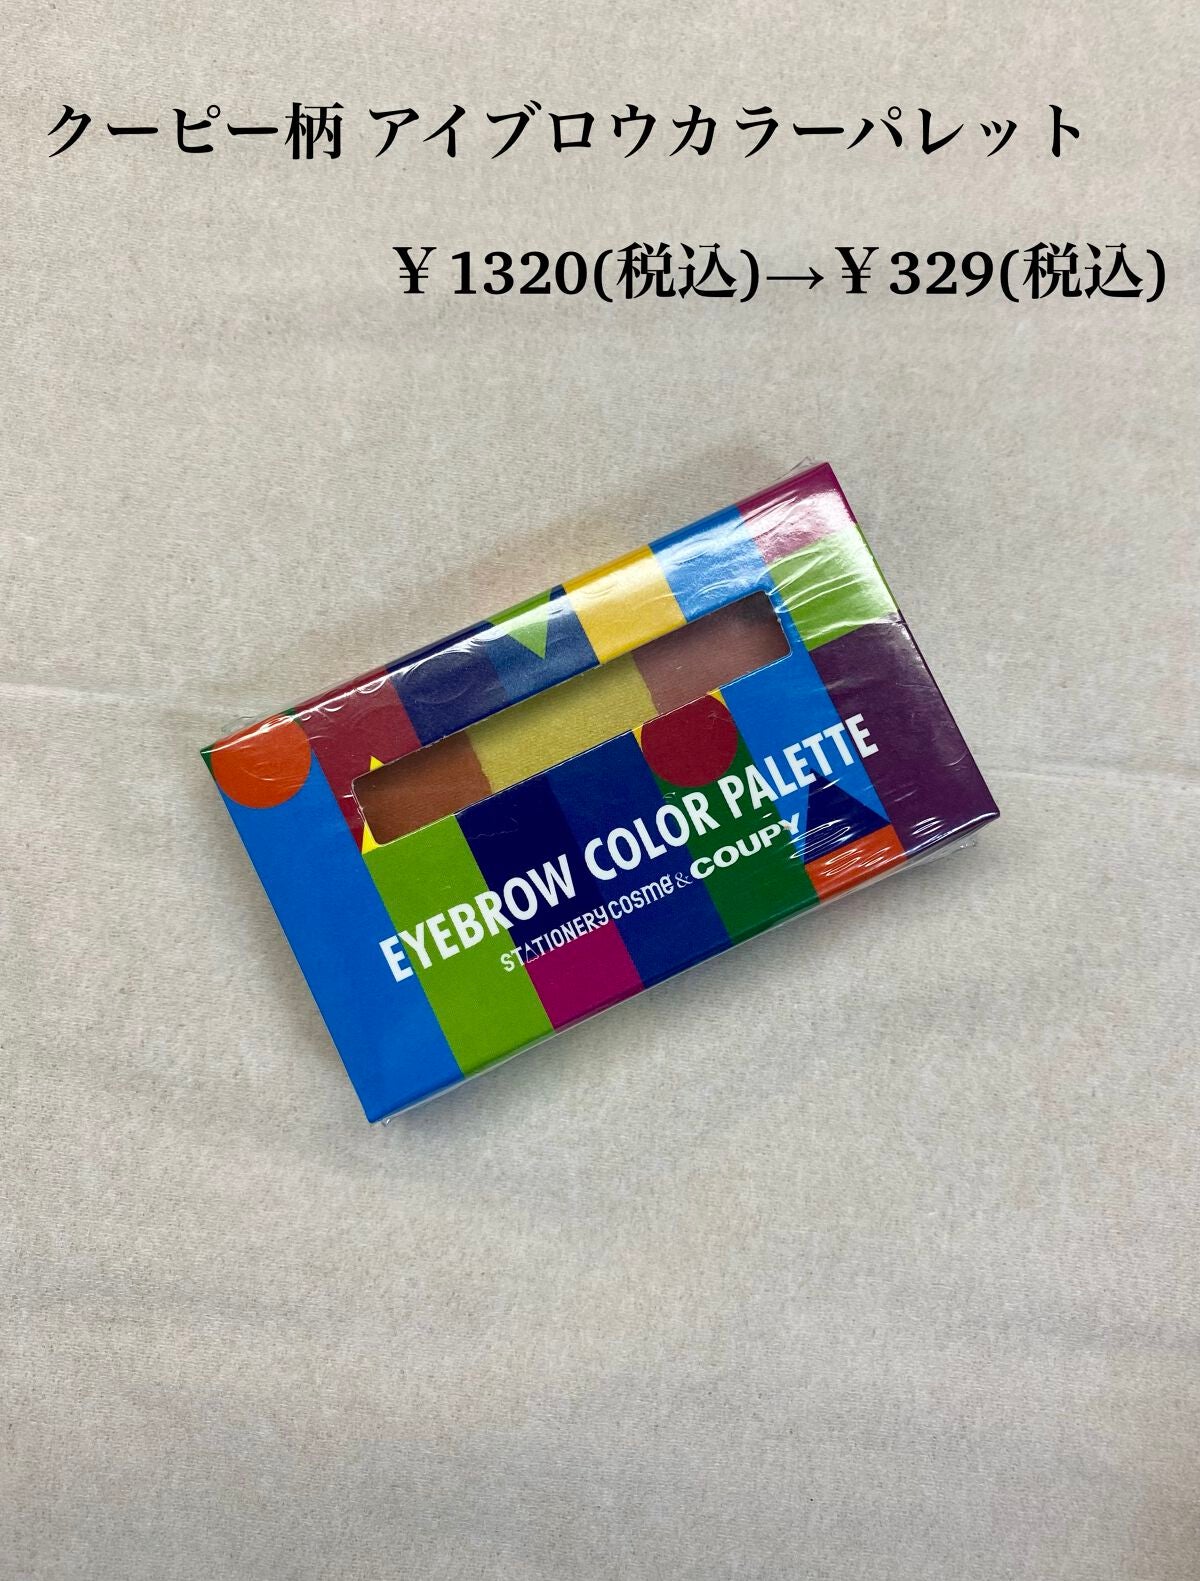 クーピー柄 アイブロウカラーパレット
￥1320(税込)→￥329(税込)
EYEBROW COLOR PALETTE
STATIONERY cosme & COUPY